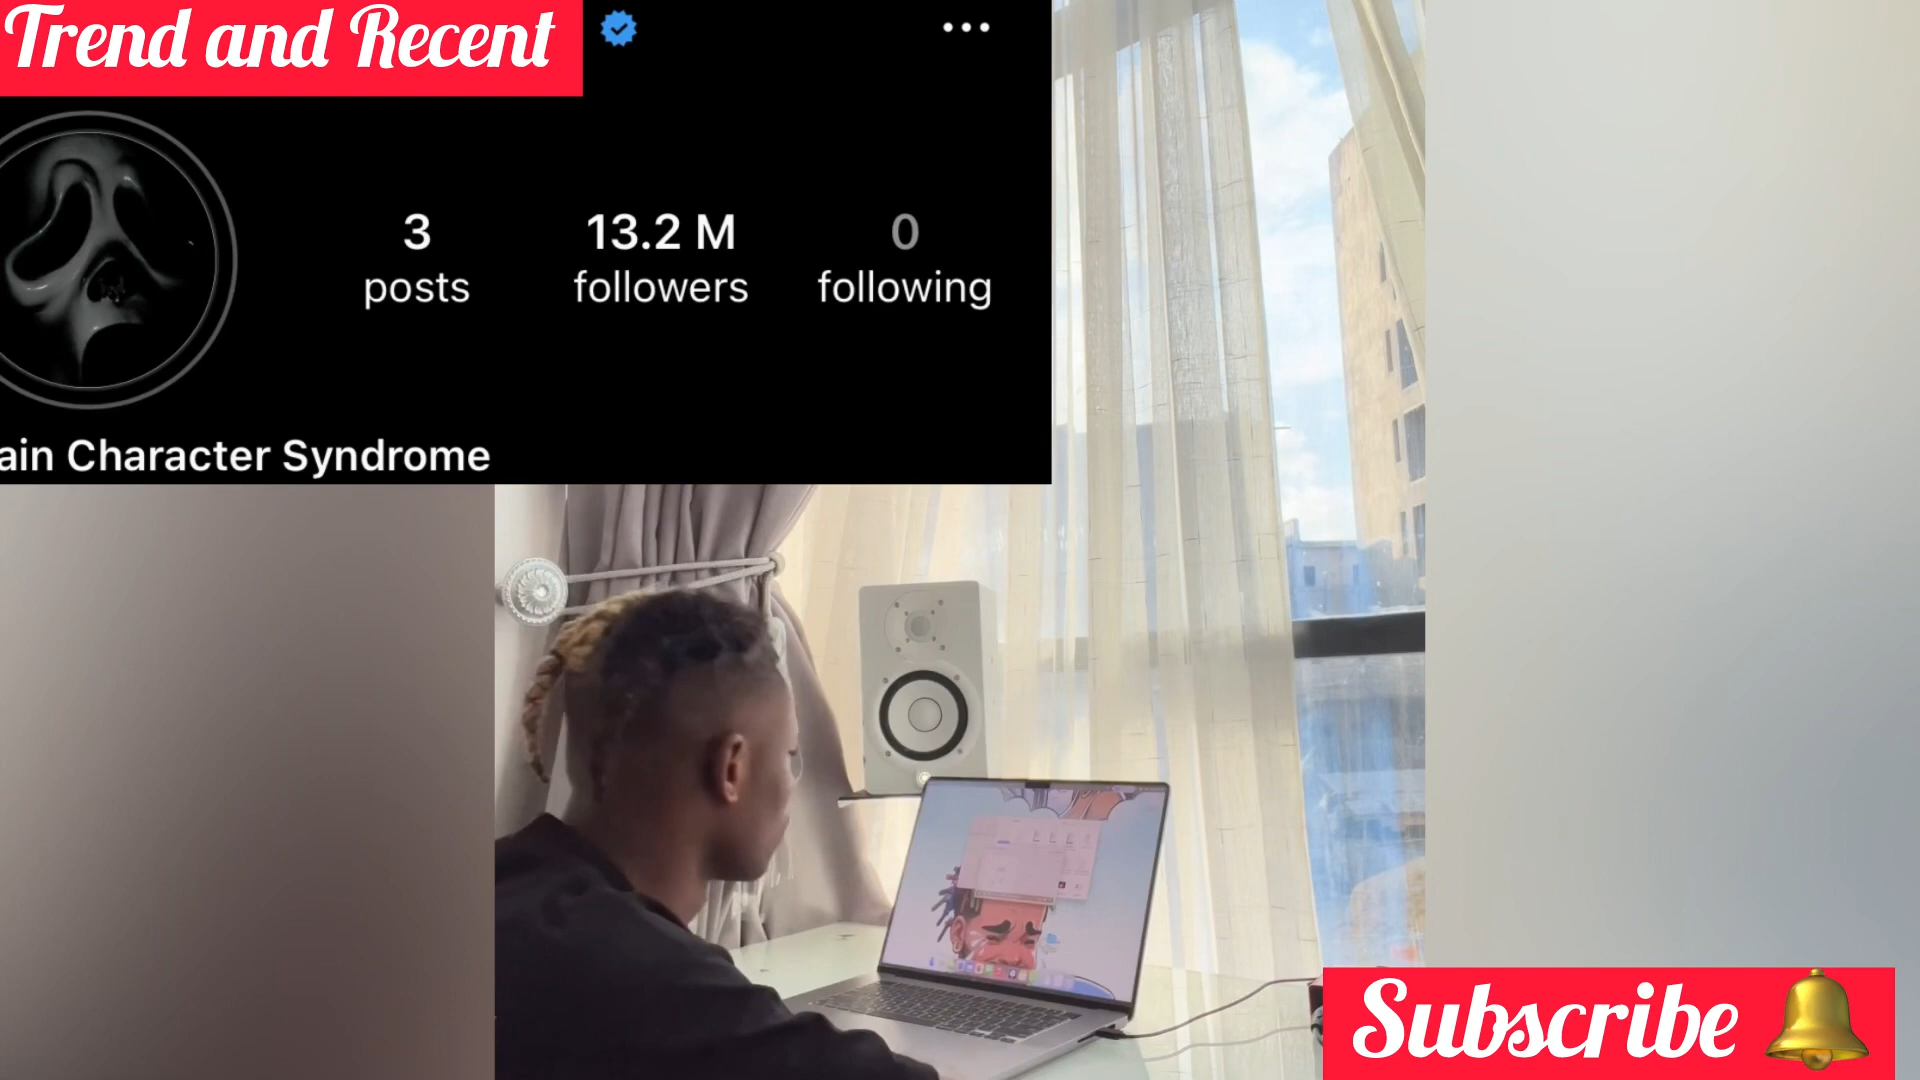 Trend and Recent
3
posts
13.2 M
followers
0
following
ain Character Syndrome
Subscribe